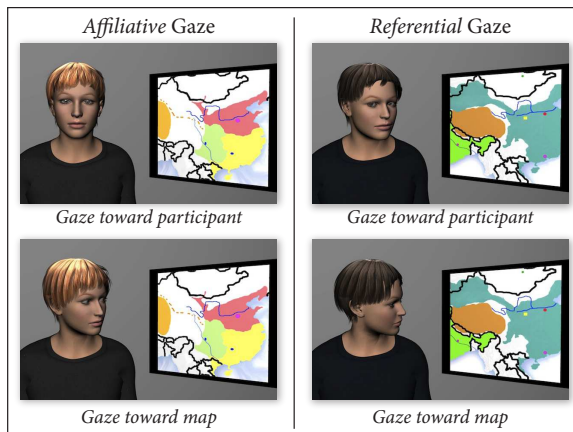 Affiliative Gaze
Referential Gaze
Gaze toward participant
Gaze toward participant
Gaze toward map
Gaze toward map